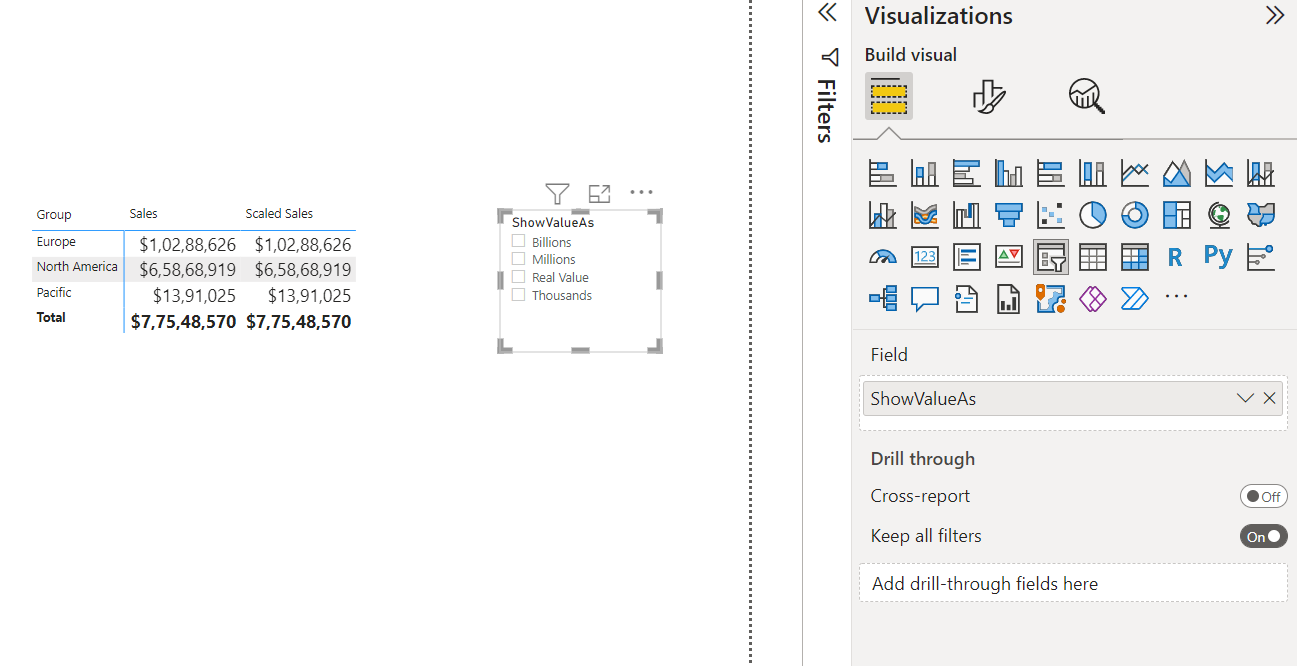 Group Sales Scaled Sales
Europe $1,02,88,626 $1,02,88,626
North America $6,58,68,919 $6,58,68,919
Pacific $13,91,025 $13,91,025
Total $7,75,48,570 $7,75,48,570
ShowValueAs
Billions
Millions
Real Value
Thousands
Filters
Visualizations
Build visual
123
R
Py
Field
ShowValueAs
Drill through
Cross-report
Off
Keep all filters
On
Add drill-through fields here